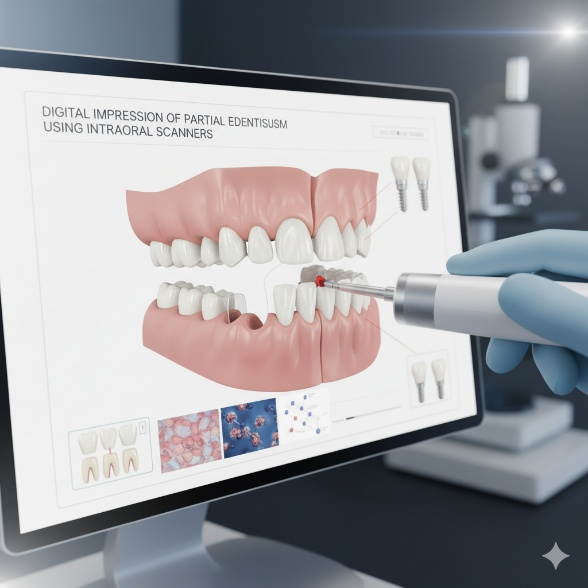 DIGITAL IMPRESSION OF PARTIAL EDENTISUSM
USING INTRAORAL SCANNERS